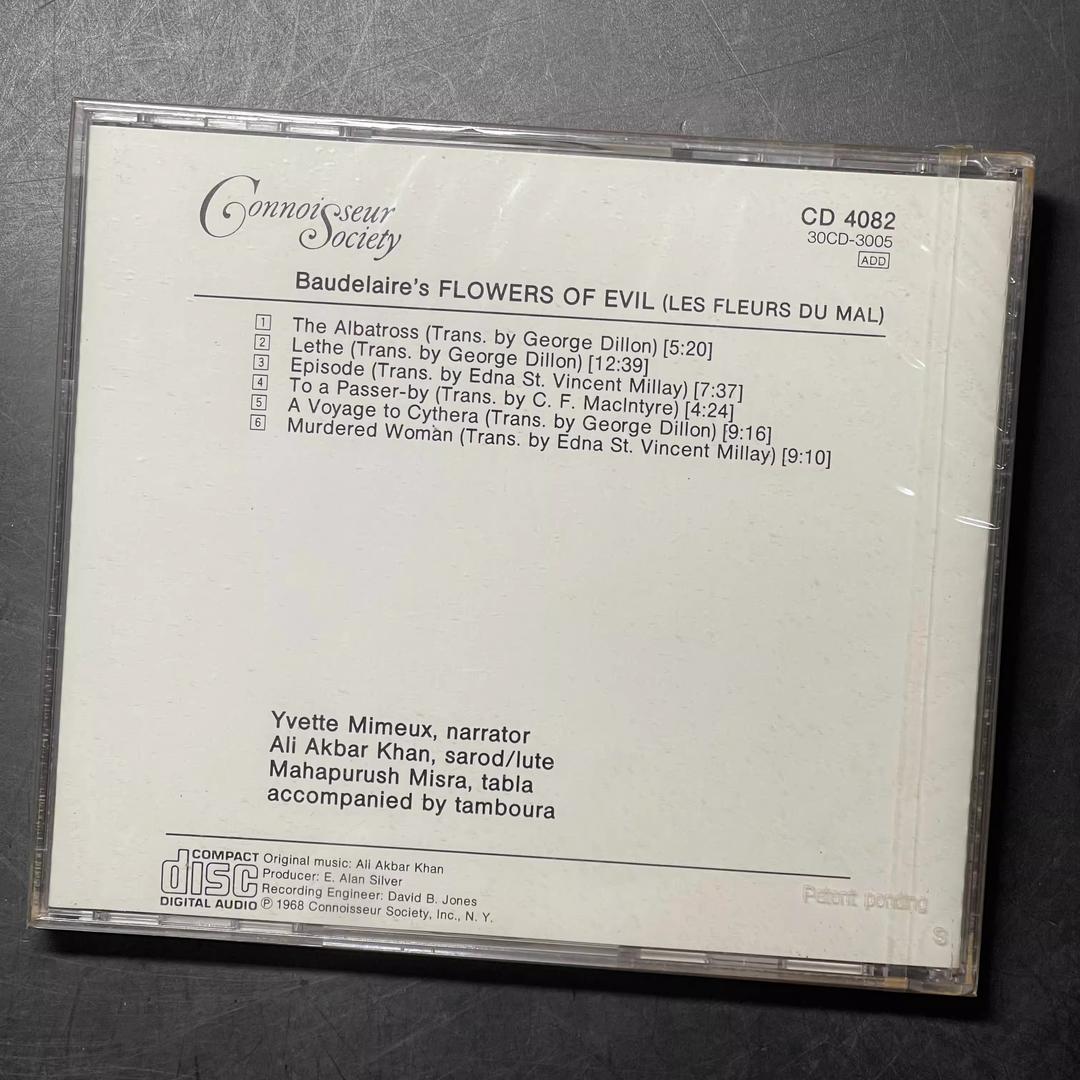 Connoisseur
Society
CD 4082
30CD-3005
ADD
Baudelaire's FLOWERS OF EVIL (LES FLEURS DU MAL)
1 The Albatross (Trans. by George Dillon) [5:20]
2 Lethe (Trans. by George Dillon) [12:39]
3 Episode (Trans. by Edna St. Vincent Millay) [7:37]
4 To a Passer-by (Trans. by C. F. MacIntyre) [4:24]
5 A Voyage to Cythera (Trans. by George Dillon) [9:16]
6 Murdered Woman (Trans. by Edna St. Vincent Millay) [9:10]
Yvette Mimeux, narrator
Ali Akbar Khan, sarod/lute
Mahapurush Misra, tabla
accompanied by tamboura
COMPACT
disc
DIGITAL AUDIO
Original music: Ali Akbar Khan
Producer: E. Alan Silver
Recording Engineer: David B. Jones
℗ 1968 Connoisseur Society, Inc., N. Y.
Patent pending
S